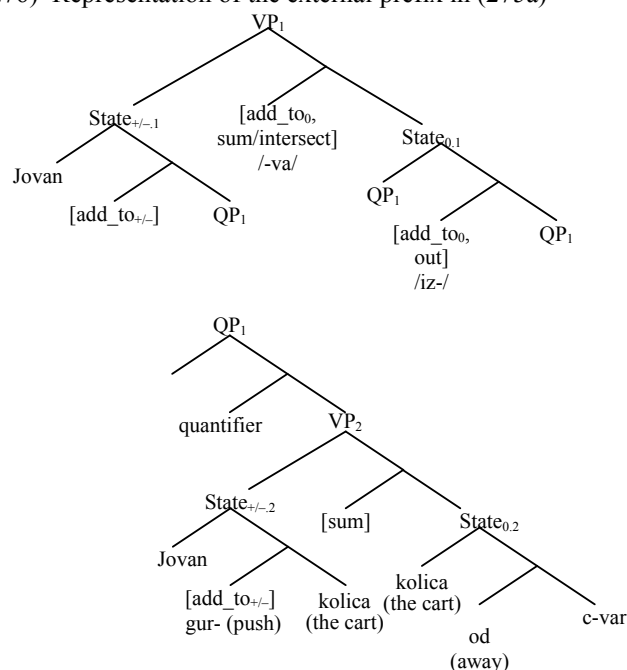 Representation of the external prefix in (275a)
VP₁
State₊/₋.₁
[add_to₀,
sum/intersect]
/-va/
State₀.₁
Jovan
[add_to₊/₋]
QP₁
QP₁
[add_to₀,
out]
/iz-/
QP₁
QP₁
quantifier
VP₂
State₊/₋.₂
[sum]
State₀.₂
Jovan
[add_to₊/₋]
gur- (push)
kolica
(the cart)
kolica
(the cart)
od
(away)
c-var